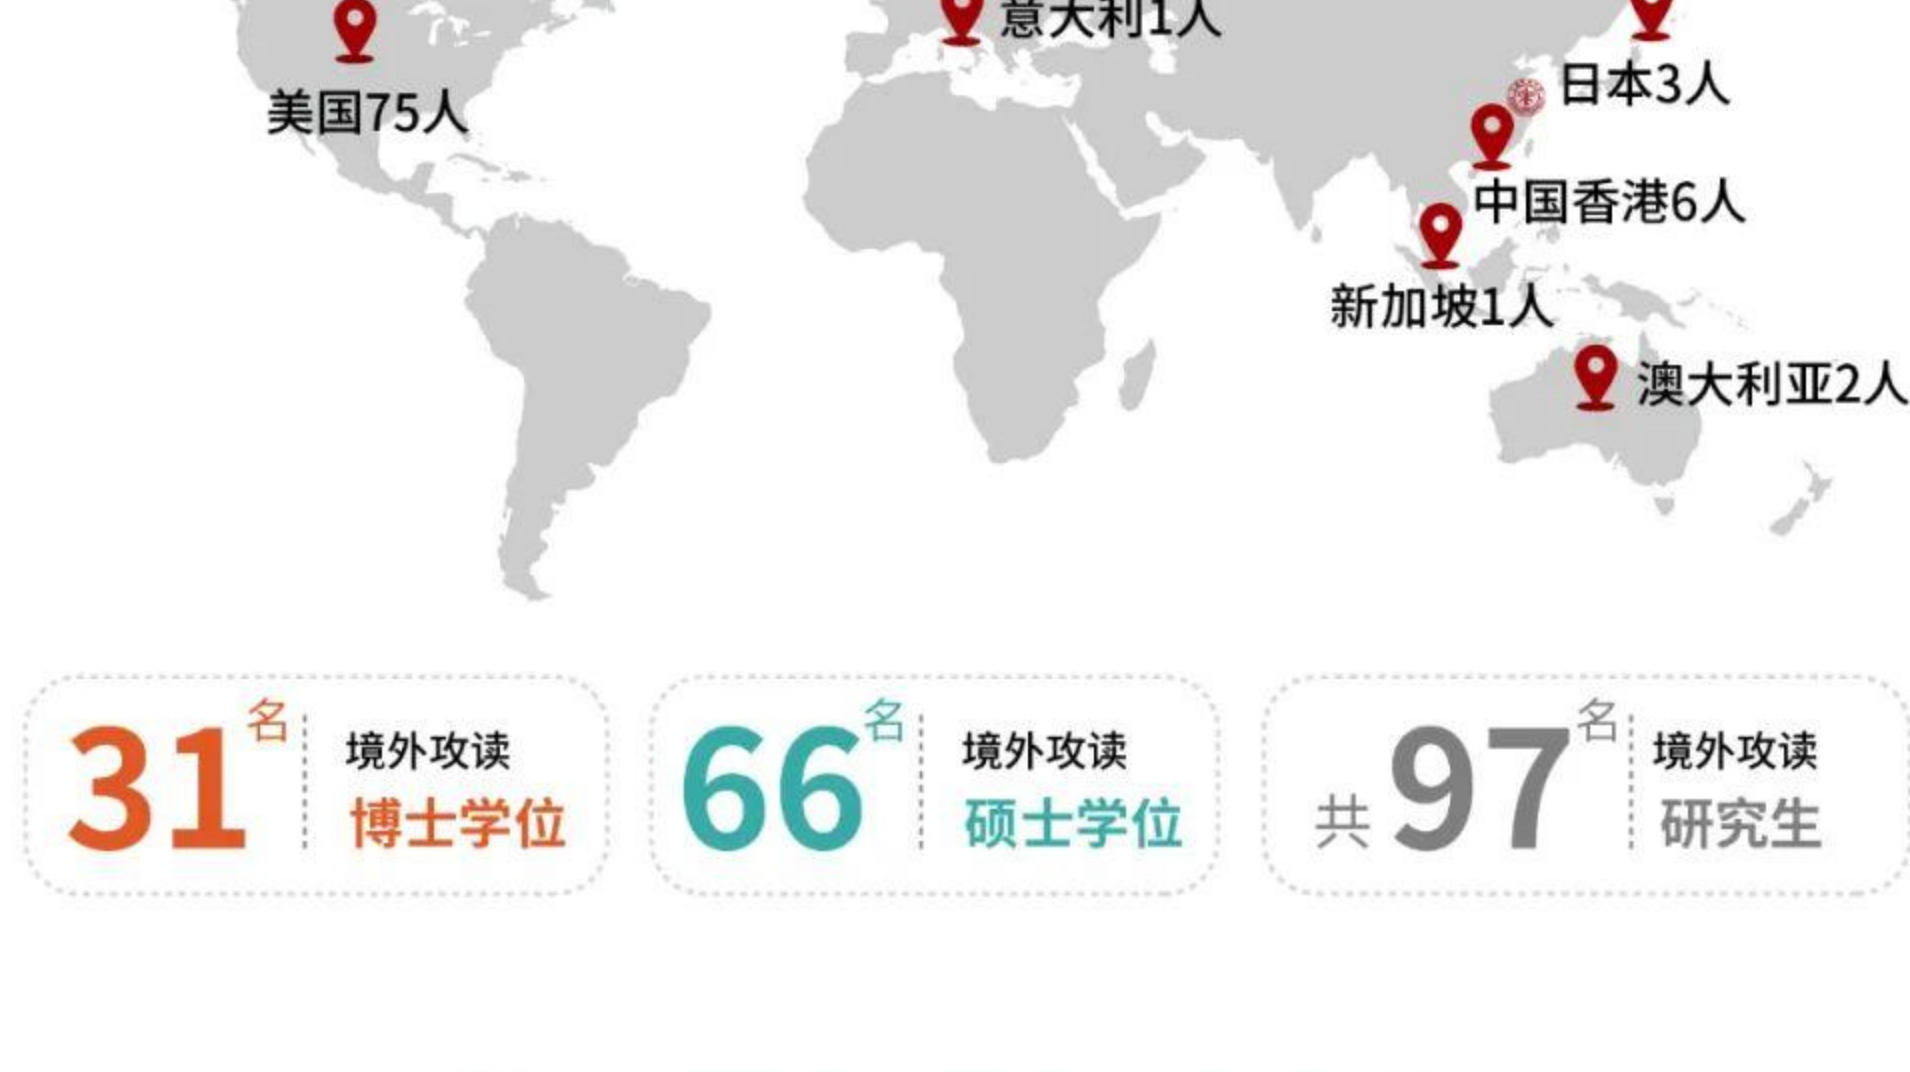 意大利1人
美国75人
日本3人
中国香港6人
新加坡1人
澳大利亚2人
31名 境外攻读 博士学位
66名 境外攻读 硕士学位
共97名 境外攻读 研究生